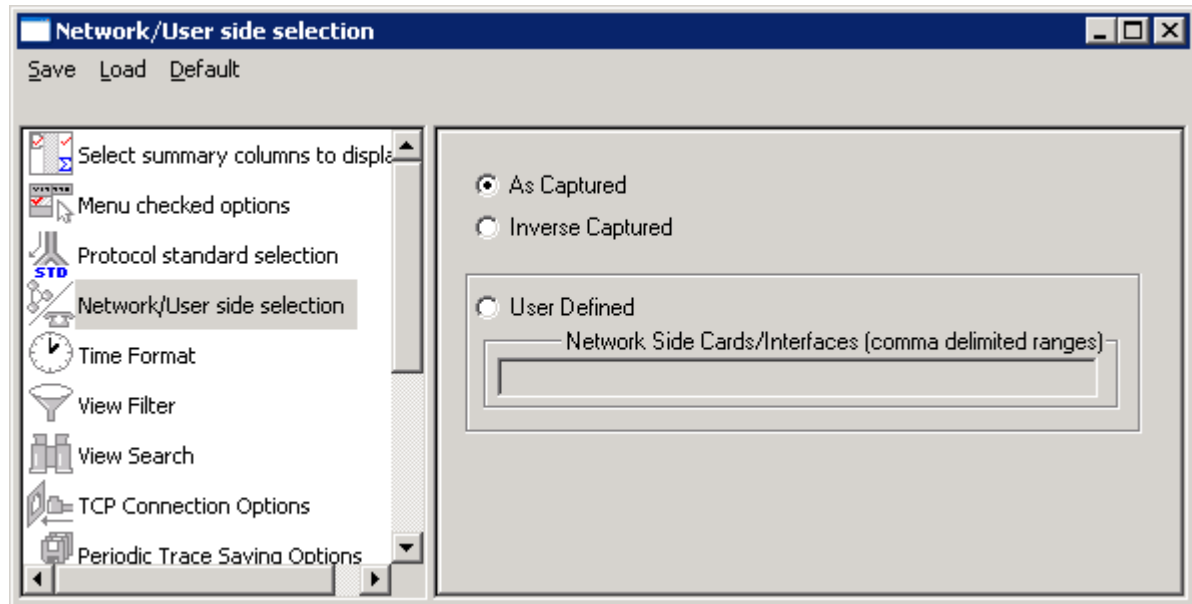 Network/User side selection
Save Load Default
Select summary columns to displa
Menu checked options
STD
Protocol standard selection
Network/User side selection
Time Format
View Filter
View Search
TCP Connection Options
Periodic Trace Saving Options
As Captured
Inverse Captured
User Defined
Network Side Cards/Interfaces (comma delimited ranges)